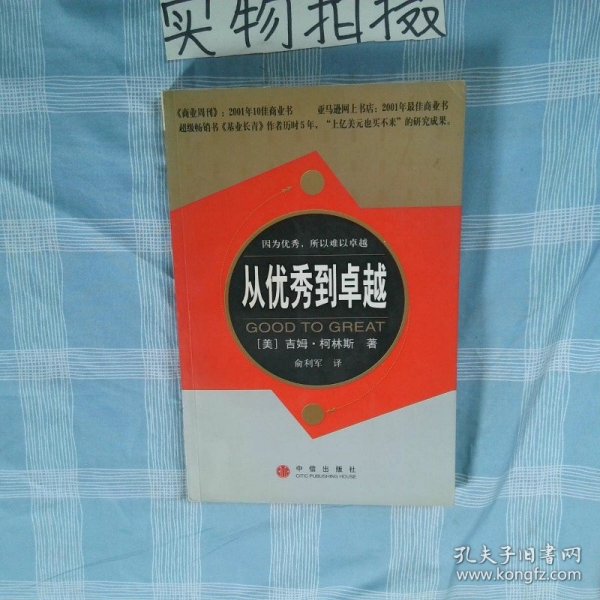 实物拍摄
《商业周刊》：2001年10佳商业书 亚马逊网上书店：2001年最佳商业书
超级畅销书《基业长青》作者历时5年，“上亿美元也买不来”的研究成果。
因为优秀，所以难以卓越
从优秀到卓越
GOOD TO GREAT
［美］吉姆·柯林斯 著
俞利军 译
中信出版社
CITIC PUBLISHING HOUSE
孔夫子旧书网
www.kongfz.com